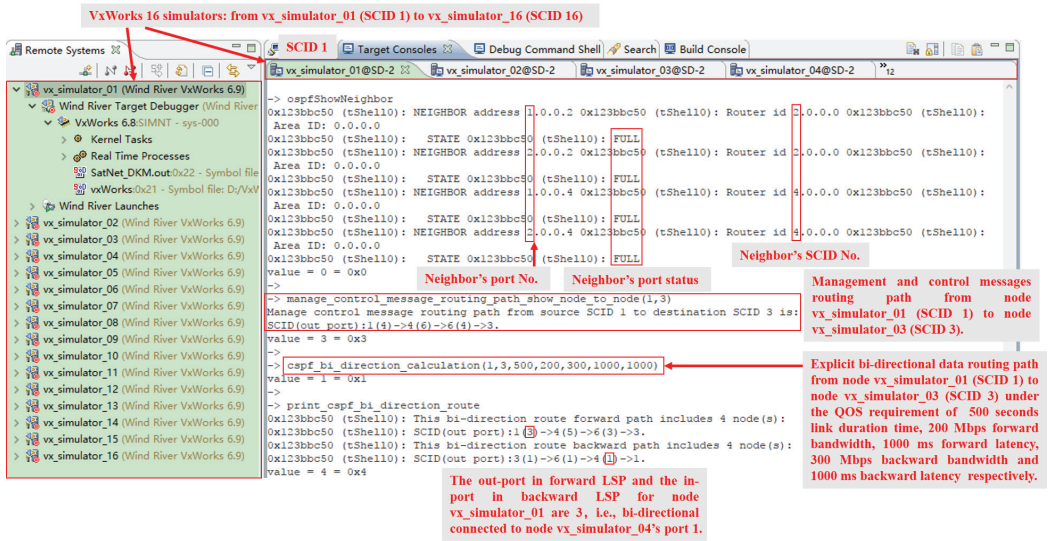 VxWorks 16 simulators: from vx_simulator_01 (SCID 1) to vx_simulator_16 (SCID 16)
Remote Systems
SCID 1
Target Consoles
Debug Command Shell
Search
Build Console
vx_simulator_01@SD-2
vx_simulator_02@SD-2
vx_simulator_03@SD-2
vx_simulator_04@SD-2
»12
vx_simulator_01 (Wind River VxWorks 6.9)
Wind River Target Debugger (Wind River
VxWorks 6.8:SIMNT - sys-000
Kernel Tasks
Real Time Processes
SatNet_DKM.out:0x22 - Symbol file
vxWorks:0x21 - Symbol file: D:/VxW
Wind River Launches
vx_simulator_02 (Wind River VxWorks 6.9)
vx_simulator_03 (Wind River VxWorks 6.9)
vx_simulator_04 (Wind River VxWorks 6.9)
vx_simulator_05 (Wind River VxWorks 6.9)
vx_simulator_06 (Wind River VxWorks 6.9)
vx_simulator_07 (Wind River VxWorks 6.9)
vx_simulator_08 (Wind River VxWorks 6.9)
vx_simulator_09 (Wind River VxWorks 6.9)
vx_simulator_10 (Wind River VxWorks 6.9)
vx_simulator_11 (Wind River VxWorks 6.9)
vx_simulator_12 (Wind River VxWorks 6.9)
vx_simulator_13 (Wind River VxWorks 6.9)
vx_simulator_14 (Wind River VxWorks 6.9)
vx_simulator_15 (Wind River VxWorks 6.9)
vx_simulator_16 (Wind River VxWorks 6.9)
-> ospfShowNeighbor
0x123bbc50 (tShell0): NEIGHBOR address 1.0.0.2 0x123bbc50 (tShell0): Router id 2.0.0.0 0x123bbc50 (tShell0):
Area ID: 0.0.0.0
0x123bbc50 (tShell0): STATE 0x123bbc50 (tShell0): FULL
0x123bbc50 (tShell0): NEIGHBOR address 2.0.0.2 0x123bbc50 (tShell0): Router id 2.0.0.0 0x123bbc50 (tShell0):
Area ID: 0.0.0.0
0x123bbc50 (tShell0): STATE 0x123bbc50 (tShell0): FULL
0x123bbc50 (tShell0): NEIGHBOR address 1.0.0.4 0x123bbc50 (tShell0): Router id 4.0.0.0 0x123bbc50 (tShell0):
Area ID: 0.0.0.0
0x123bbc50 (tShell0): STATE 0x123bbc50 (tShell0): FULL
0x123bbc50 (tShell0): NEIGHBOR address 2.0.0.4 0x123bbc50 (tShell0): Router id 4.0.0.0 0x123bbc50 (tShell0):
Area ID: 0.0.0.0
0x123bbc50 (tShell0): STATE 0x123bbc50 (tShell0): FULL
value = 0 = 0x0
->
-> manage_control_message_routing_path_show_node_to_node(1,3)
Manage control message routing path from source SCID 1 to destination SCID 3 is:
SCID(out port):1(4)->4(6)->6(4)->3.
value = 3 = 0x3
->
-> cspf_bi_direction_calculation(1,3,500,200,300,1000,1000)
value = 1 = 0x1
->
-> print_cspf_bi_direction_route
0x123bbc50 (tShell0): This bi-direction route forward path includes 4 node(s):
0x123bbc50 (tShell0): SCID(out port):1(3)->4(5)->6(3)->3.
0x123bbc50 (tShell0): This bi-direction route backward path includes 4 node(s):
0x123bbc50 (tShell0): SCID(out port):3(1)->6(1)->4(1)->1.
value = 4 = 0x4
Neighbor's port No.
Neighbor's port status
Neighbor's SCID No.
Management and control messages
routing path from node
vx_simulator_01 (SCID 1) to node
vx_simulator_03 (SCID 3).
Explicit bi-directional data routing path
from node vx_simulator_01 (SCID 1) to
node vx_simulator_03 (SCID 3) under
the QOS requirement of 500 seconds
link duration time, 200 Mbps forward
bandwidth, 1000 ms forward latency,
300 Mbps backward bandwidth and
1000 ms backward latency respectively.
The out-port in forward LSP and the in-
port in backward LSP for node
vx_simulator_01 are 3, i.e., bi-directional
connected to node vx_simulator_04's port 1.